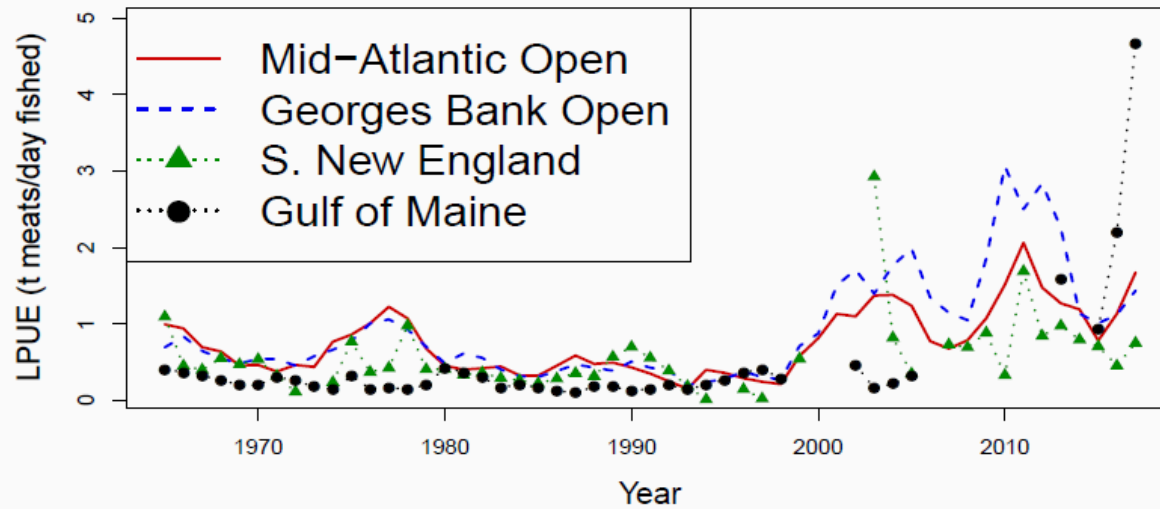 Mid−Atlantic Open
Georges Bank Open
S. New England
Gulf of Maine
LPUE (t meats/day fished)
5
4
3
2
1
0
1970 1980 1990 2000 2010
Year